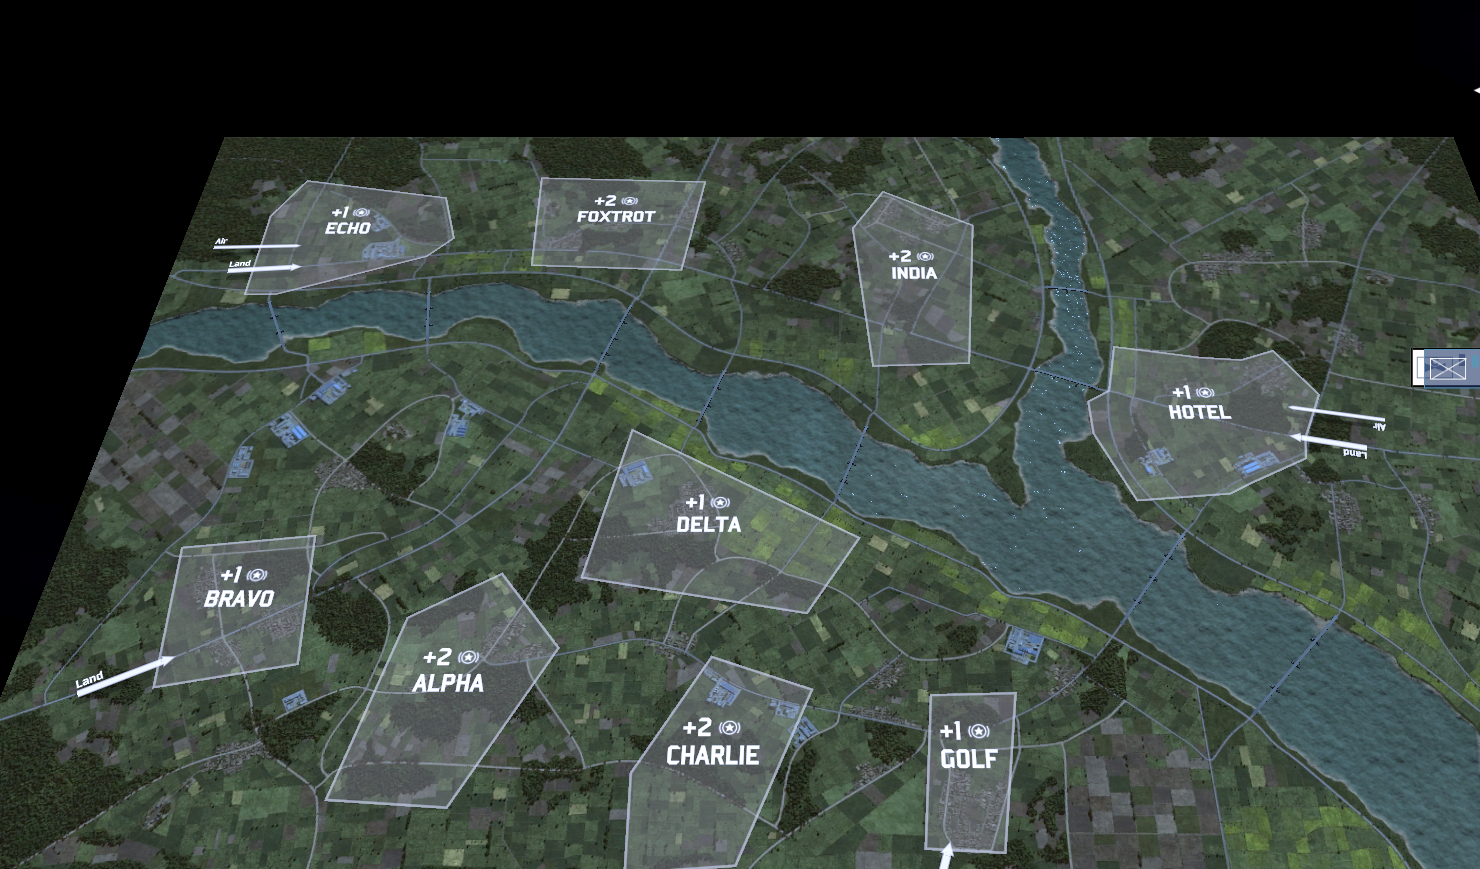 +1
ECHO
Air
Land
+2
FOXTROT
+2
INDIA
+1
HOTEL
Air
Land
+1
DELTA
+1
BRAVO
Land
+2
ALPHA
+2
CHARLIE
+1
GOLF